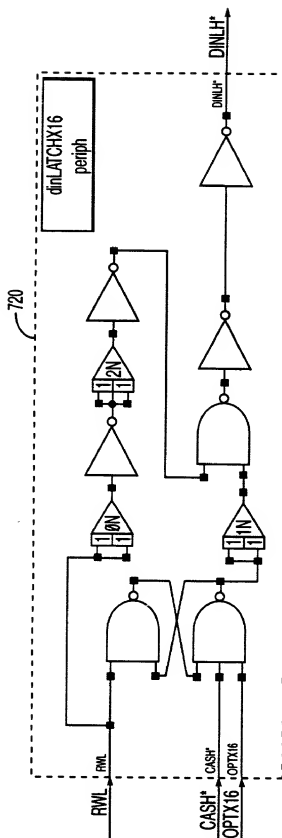 720
dinLATCHX16
periph
DINLH*
DINLH*
1
1
0N
1
1
2N
1
1
1N
RWL
RWL
CASH*
CASH*
OPTX16
OPTX16